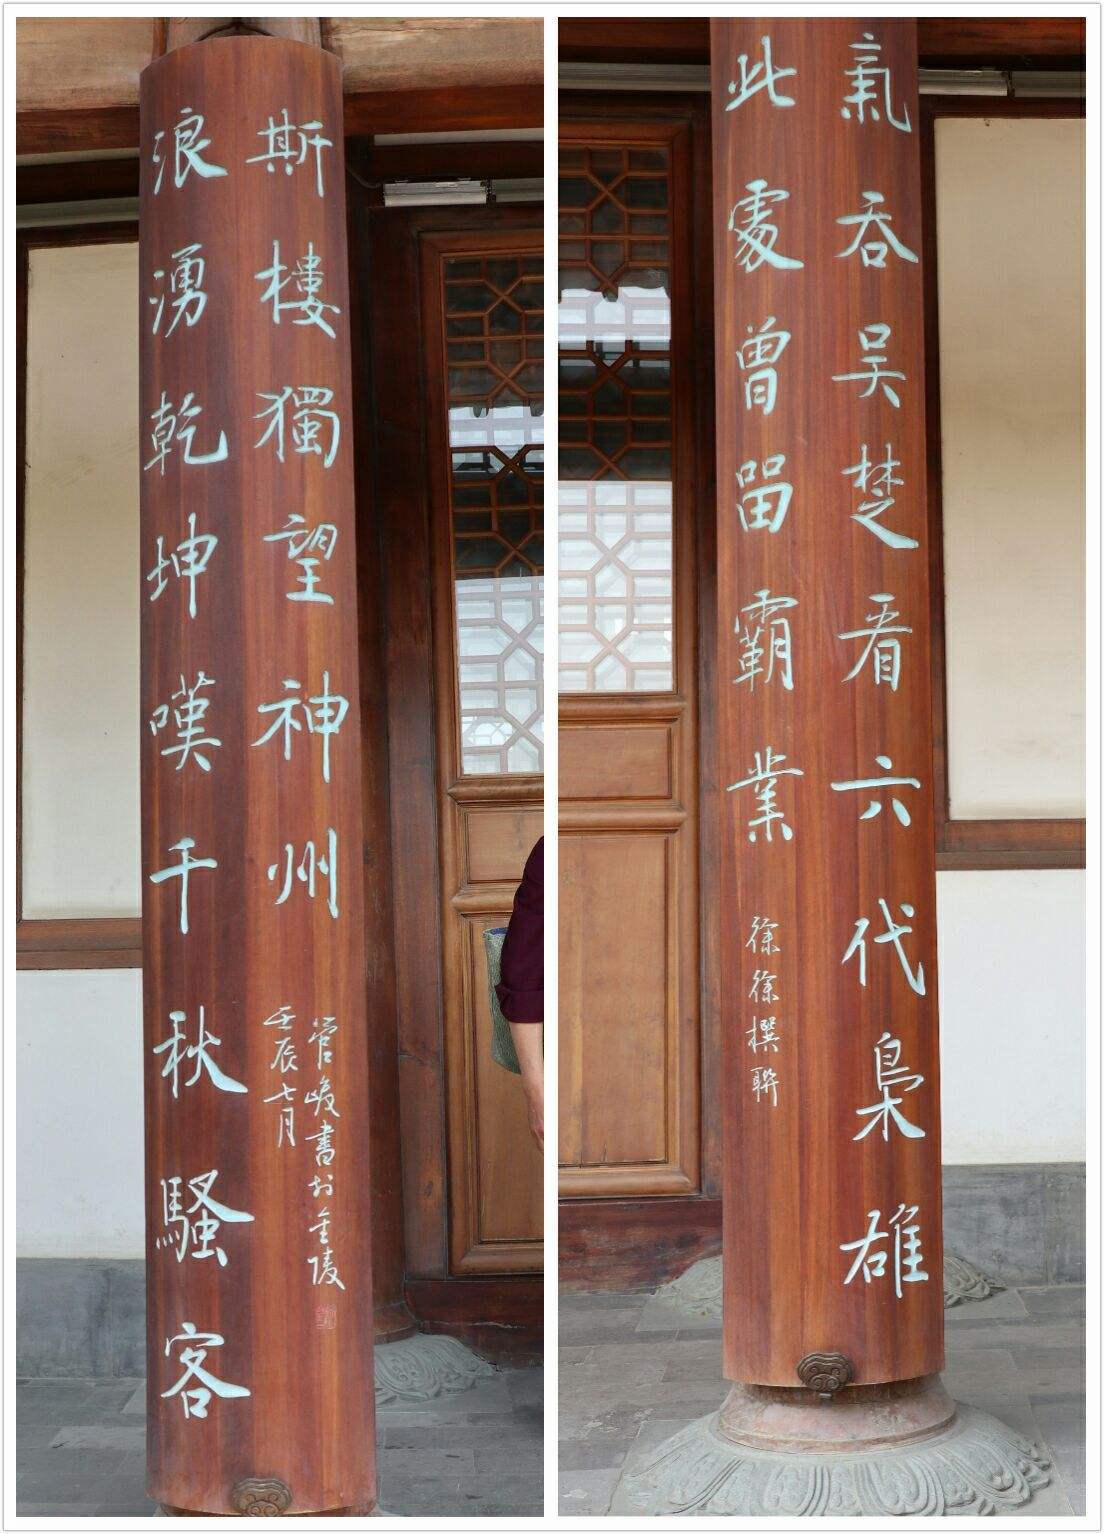 氣吞吴楚看六代梟雄
此處曾畱霸業
徐徐撰聯
浪湧乾坤嘆千秋騷客
斯樓獨望神州
壬辰七月
管峻書於金陵